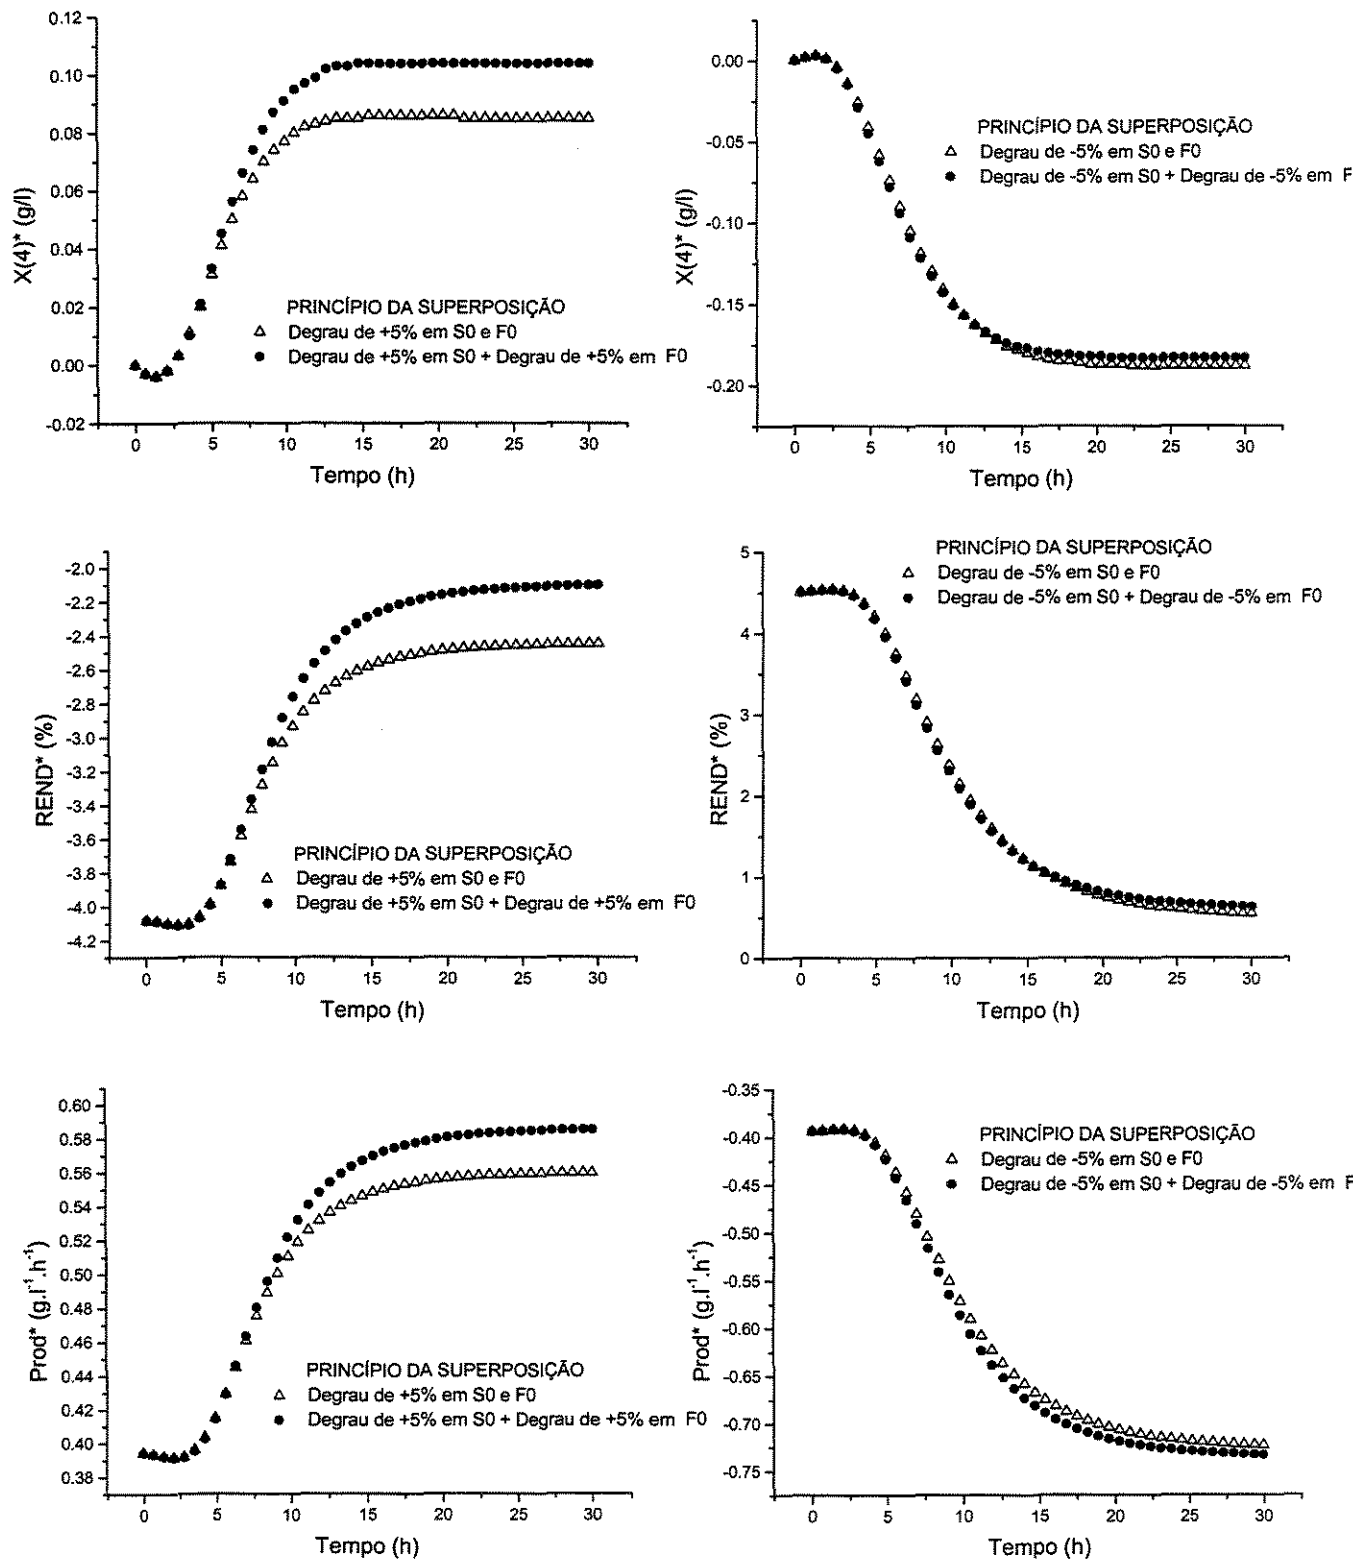 0.12
0.10
0.08
0.06
0.04
0.02
0.00
-0.02
X(4)* (g/l)
PRINCÍPIO DA SUPERPOSIÇÃO
Degrau de +5% em S0 e F0
Degrau de +5% em S0 + Degrau de +5% em F0
0 5 10 15 20 25 30
Tempo (h)
0.00
-0.05
-0.10
-0.15
-0.20
X(4)* (g/l)
PRINCÍPIO DA SUPERPOSIÇÃO
Degrau de -5% em S0 e F0
Degrau de -5% em S0 + Degrau de -5% em F
0 5 10 15 20 25 30
Tempo (h)
-2.0
-2.2
-2.4
-2.6
-2.8
-3.0
-3.2
-3.4
-3.6
-3.8
-4.0
-4.2
REND* (%)
PRINCÍPIO DA SUPERPOSIÇÃO
Degrau de +5% em S0 e F0
Degrau de +5% em S0 + Degrau de +5% em F0
0 5 10 15 20 25 30
Tempo (h)
5
4
3
2
1
0
REND* (%)
PRINCÍPIO DA SUPERPOSIÇÃO
Degrau de -5% em S0 e F0
Degrau de -5% em S0 + Degrau de -5% em F0
0 5 10 15 20 25 30
Tempo (h)
0.60
0.58
0.56
0.54
0.52
0.50
0.48
0.46
0.44
0.42
0.40
0.38
Prod* (g.l⁻¹.h⁻¹)
PRINCÍPIO DA SUPERPOSIÇÃO
Degrau de +5% em S0 e F0
Degrau de +5% em S0 + Degrau de +5% em F0
0 5 10 15 20 25 30
Tempo (h)
-0.35
-0.40
-0.45
-0.50
-0.55
-0.60
-0.65
-0.70
-0.75
Prod* (g.l⁻¹.h⁻¹)
PRINCÍPIO DA SUPERPOSIÇÃO
Degrau de -5% em S0 e F0
Degrau de -5% em S0 + Degrau de -5% em F
0 5 10 15 20 25 30
Tempo (h)